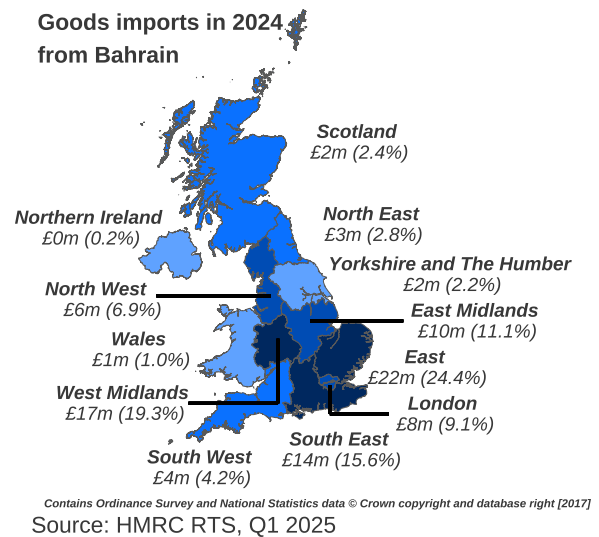 Goods imports in 2024
from Bahrain
Scotland
£2m (2.4%)
Northern Ireland
£0m (0.2%)
North East
£3m (2.8%)
Yorkshire and The Humber
£2m (2.2%)
North West
£6m (6.9%)
East Midlands
£10m (11.1%)
Wales
£1m (1.0%)
East
£22m (24.4%)
West Midlands
£17m (19.3%)
London
£8m (9.1%)
South East
£14m (15.6%)
South West
£4m (4.2%)
Contains Ordinance Survey and National Statistics data © Crown copyright and database right [2017]
Source: HMRC RTS, Q1 2025